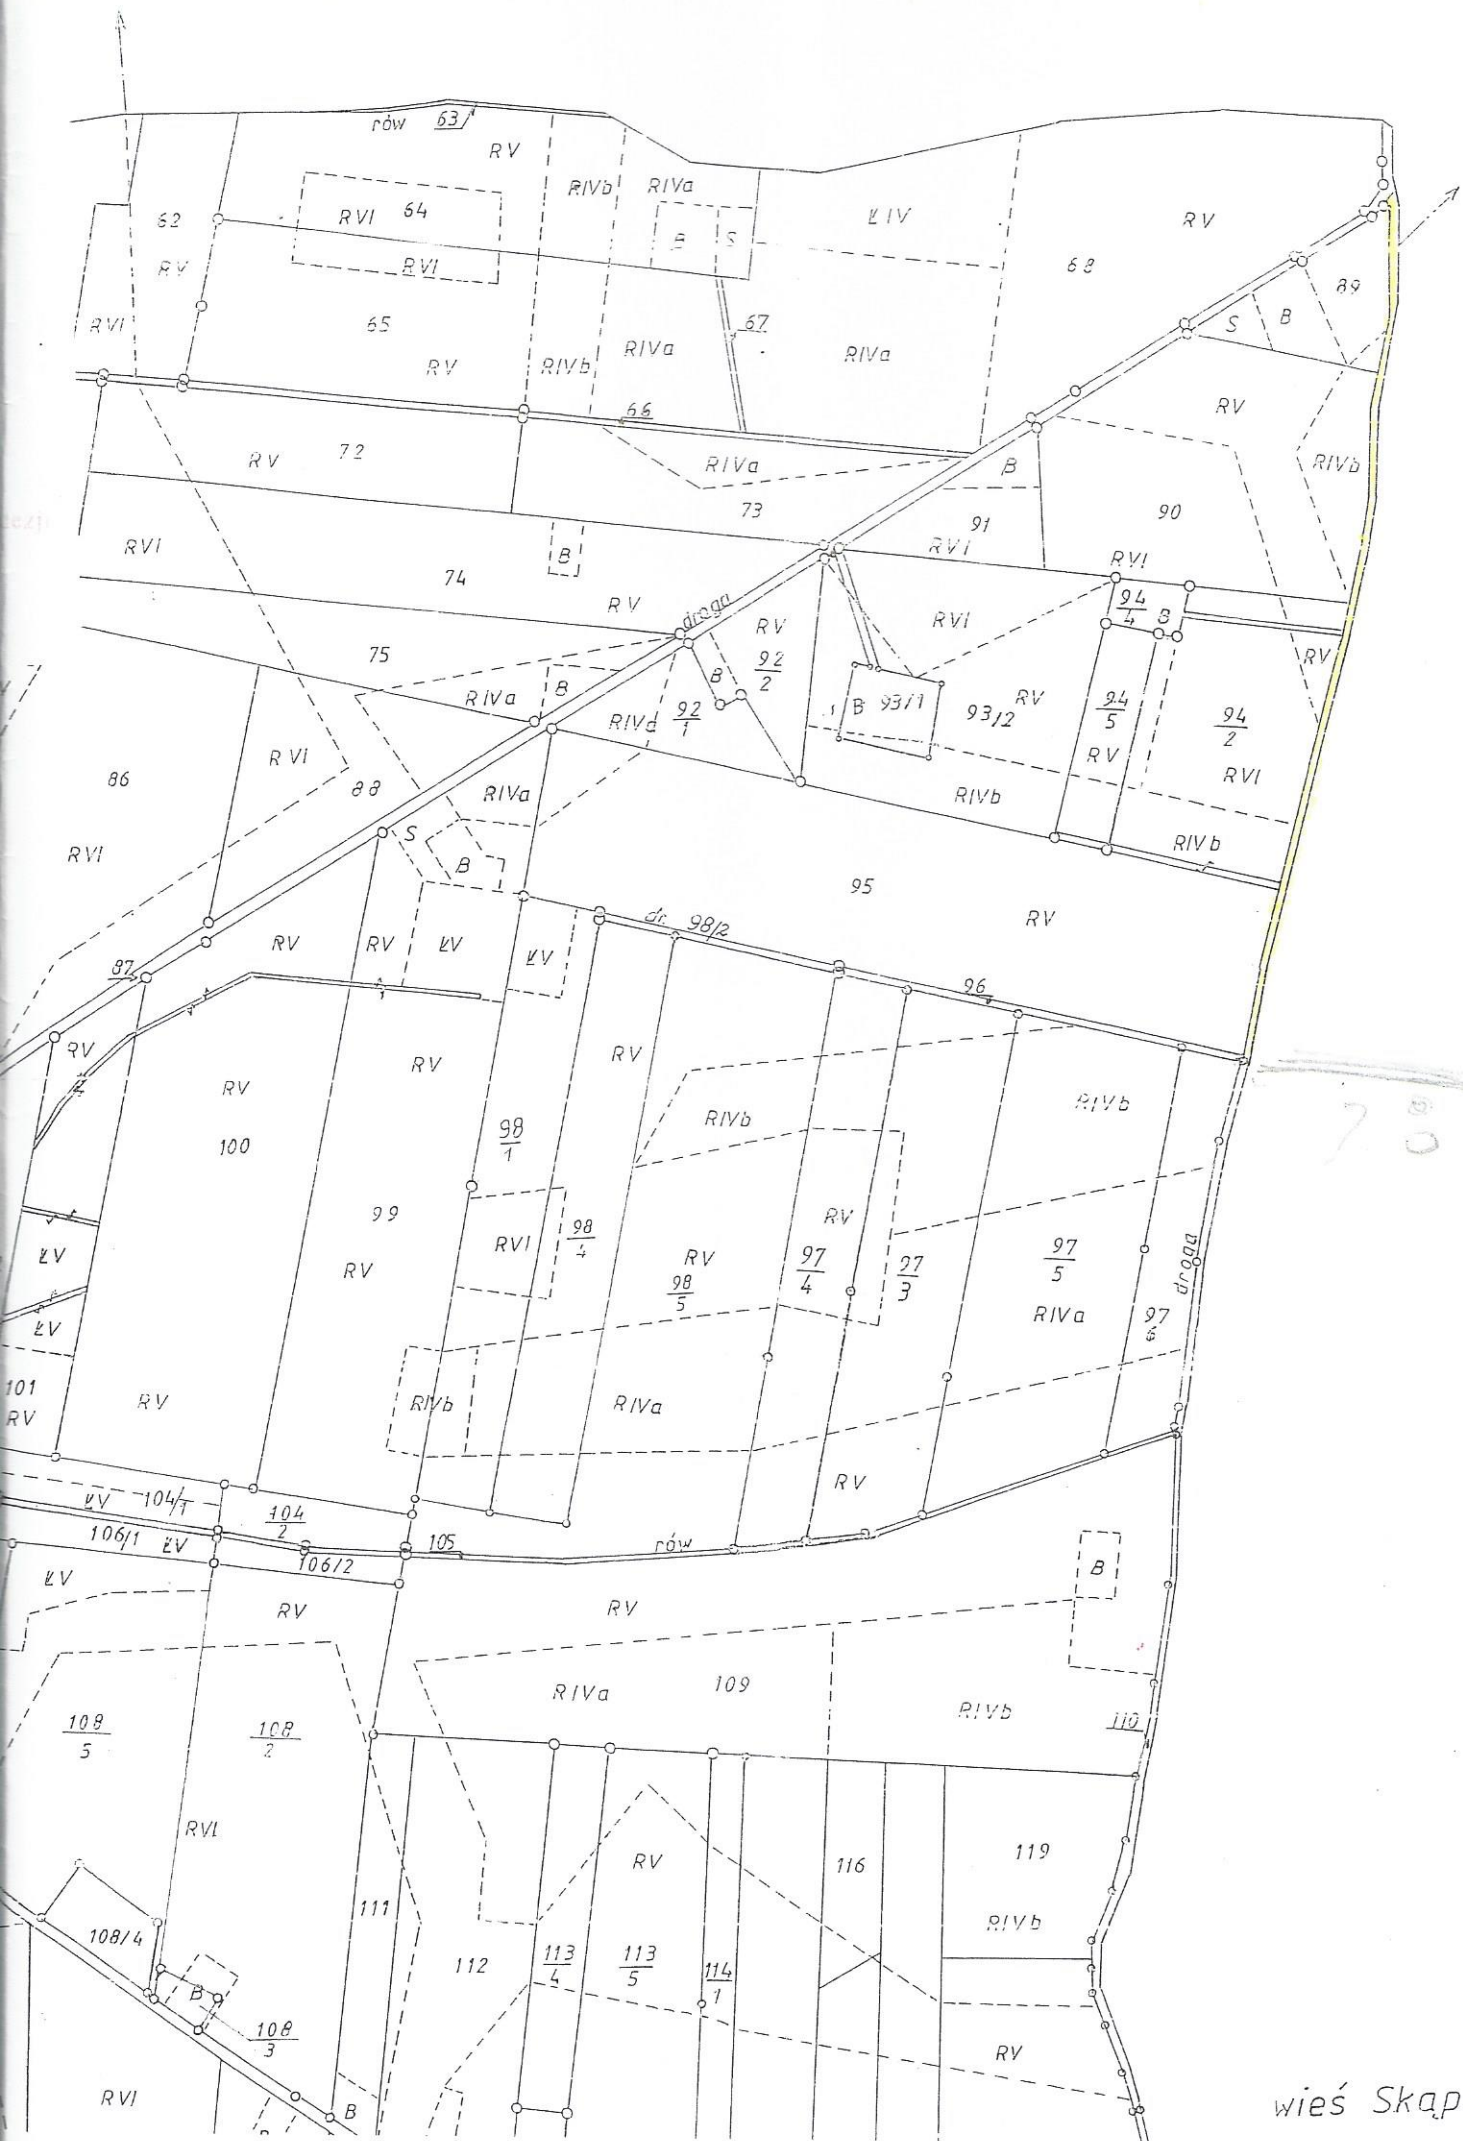 rów 63
RV
RIVb
RIVa
ŁIV
RV
62
RVI 64
B S
68
RV
RVI
89
RVI
65
67
S B
RIVa
RIVa
RV
RIVb
66
RV
RV 72
RIVa
B
RIVb
73
91
90
RVI
B
RVI
74
RVI
94/4 B
RV
droga
RV
RVI
75
92/2
RV
RIVa
B
B
RIVa
92/1
B 93/1
93/2
RV
94/5
94/2
RVI
RV
RVI
86
88
RIVa
RIVb
S
RIVb
RVI
B
95
RV
dr. 98/2
RV
RV
ŁV
ŁV
87
96
RV
RV
RV
RV
RIVb
RIVb
100
98/1
99
RV
98/4
RVI
97/5
droga
ŁV
RV
RV
97/4
97/3
98/5
RIVa
97/6
ŁV
101
RV
RV
RIVb
RIVa
RV
ŁV
104/1
104/2
105
rów
106/1 ŁV
106/2
B
ŁV
RV
RV
109
RIVa
RIVb
110
108/5
108/2
RVI
RV
116
119
111
RIVb
108/4
112
113/4
113/5
114/1
B
108/3
RV
RVI
B
B
wieś Skąp